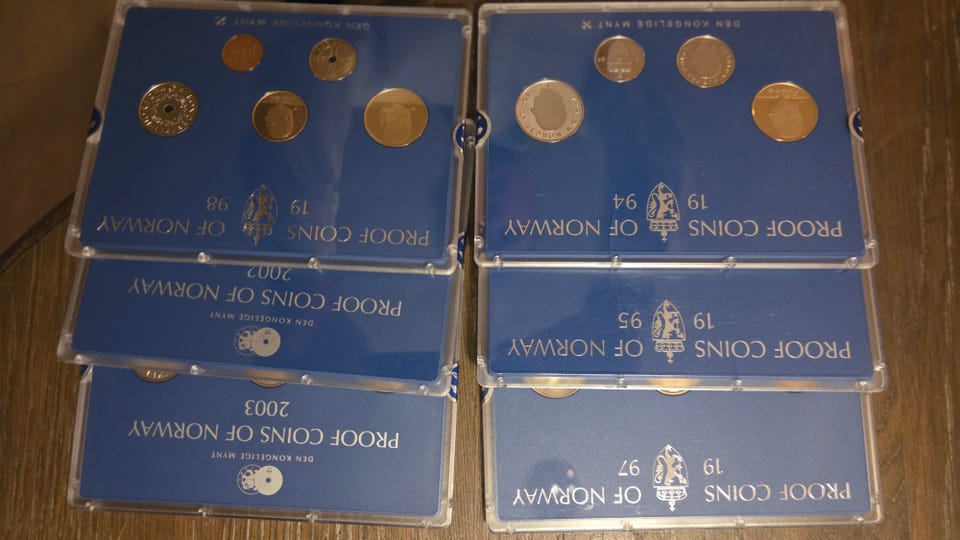 PROOF COINS OF NORWAY
19 98
DEN KONGELIGE MYNT
PROOF COINS OF NORWAY
19 94
DEN KONGELIGE MYNT
DEN KONGELIGE MYNT
PROOF COINS OF NORWAY
2002
PROOF COINS OF NORWAY
19 95
DEN KONGELIGE MYNT
PROOF COINS OF NORWAY
2003
PROOF COINS OF NORWAY
19 97